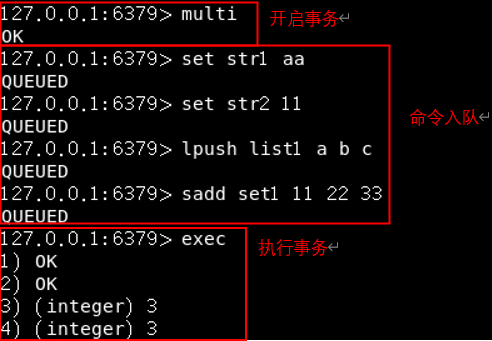 127.0.0.1:6379> multi
开启事务↵
OK
127.0.0.1:6379> set str1 aa
QUEUED
127.0.0.1:6379> set str2 11
QUEUED
命令入队↵
127.0.0.1:6379> lpush list1 a b c
QUEUED
127.0.0.1:6379> sadd set1 11 22 33
QUEUED
127.0.0.1:6379> exec
执行事务↵
1) OK
2) OK
3) (integer) 3
4) (integer) 3